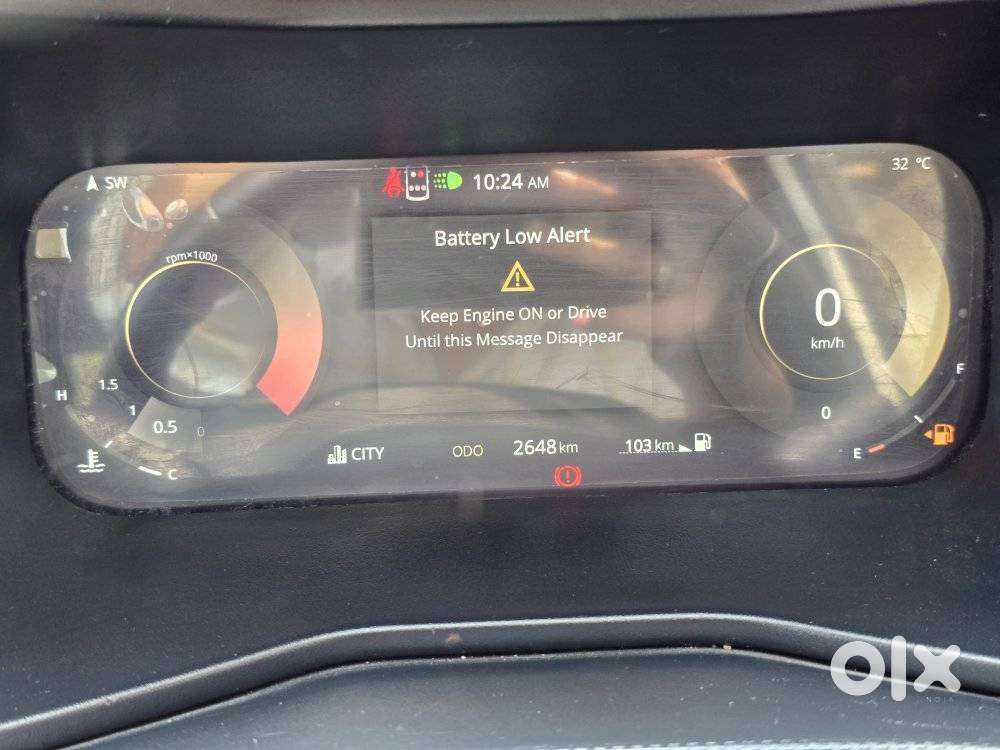 SW
10:24 AM
32 °C
Battery Low Alert
rpm×1000
Keep Engine ON or Drive
Until this Message Disappear
0
km/h
H
1.5
1
0.5
0
C
F
0
E
CITY
ODO
2648 km
103 km
olx
INDIA